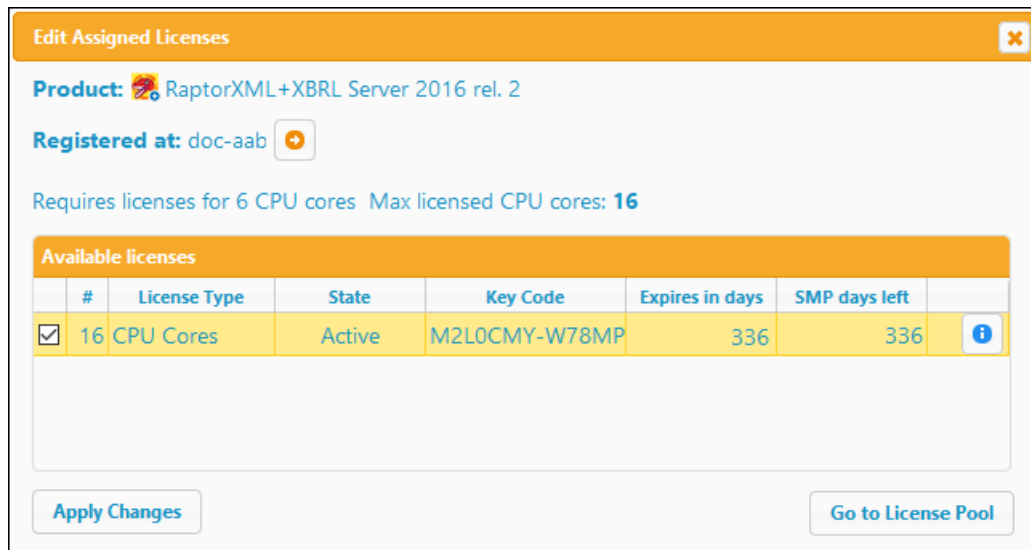 Edit Assigned Licenses
Product: RaptorXML+XBRL Server 2016 rel. 2
Registered at: doc-aab
Requires licenses for 6 CPU cores Max licensed CPU cores: 16
Available licenses
# License Type State Key Code Expires in days SMP days left
16 CPU Cores Active M2L0CMY-W78MP 336 336
Apply Changes Go to License Pool